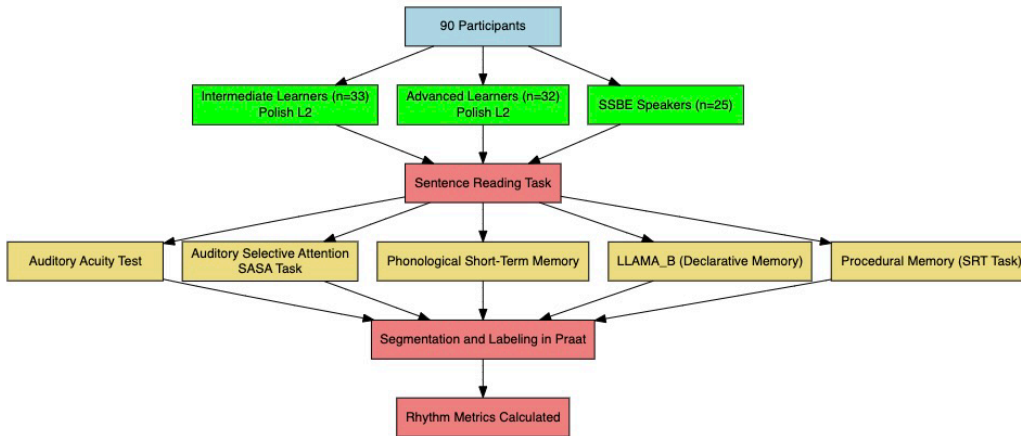 90 Participants
Intermediate Learners (n=33)
Polish L2
Advanced Learners (n=32)
Polish L2
SSBE Speakers (n=25)
Sentence Reading Task
Auditory Acuity Test
Auditory Selective Attention
SASA Task
Phonological Short-Term Memory
LLAMA_B (Declarative Memory)
Procedural Memory (SRT Task)
Segmentation and Labeling in Praat
Rhythm Metrics Calculated